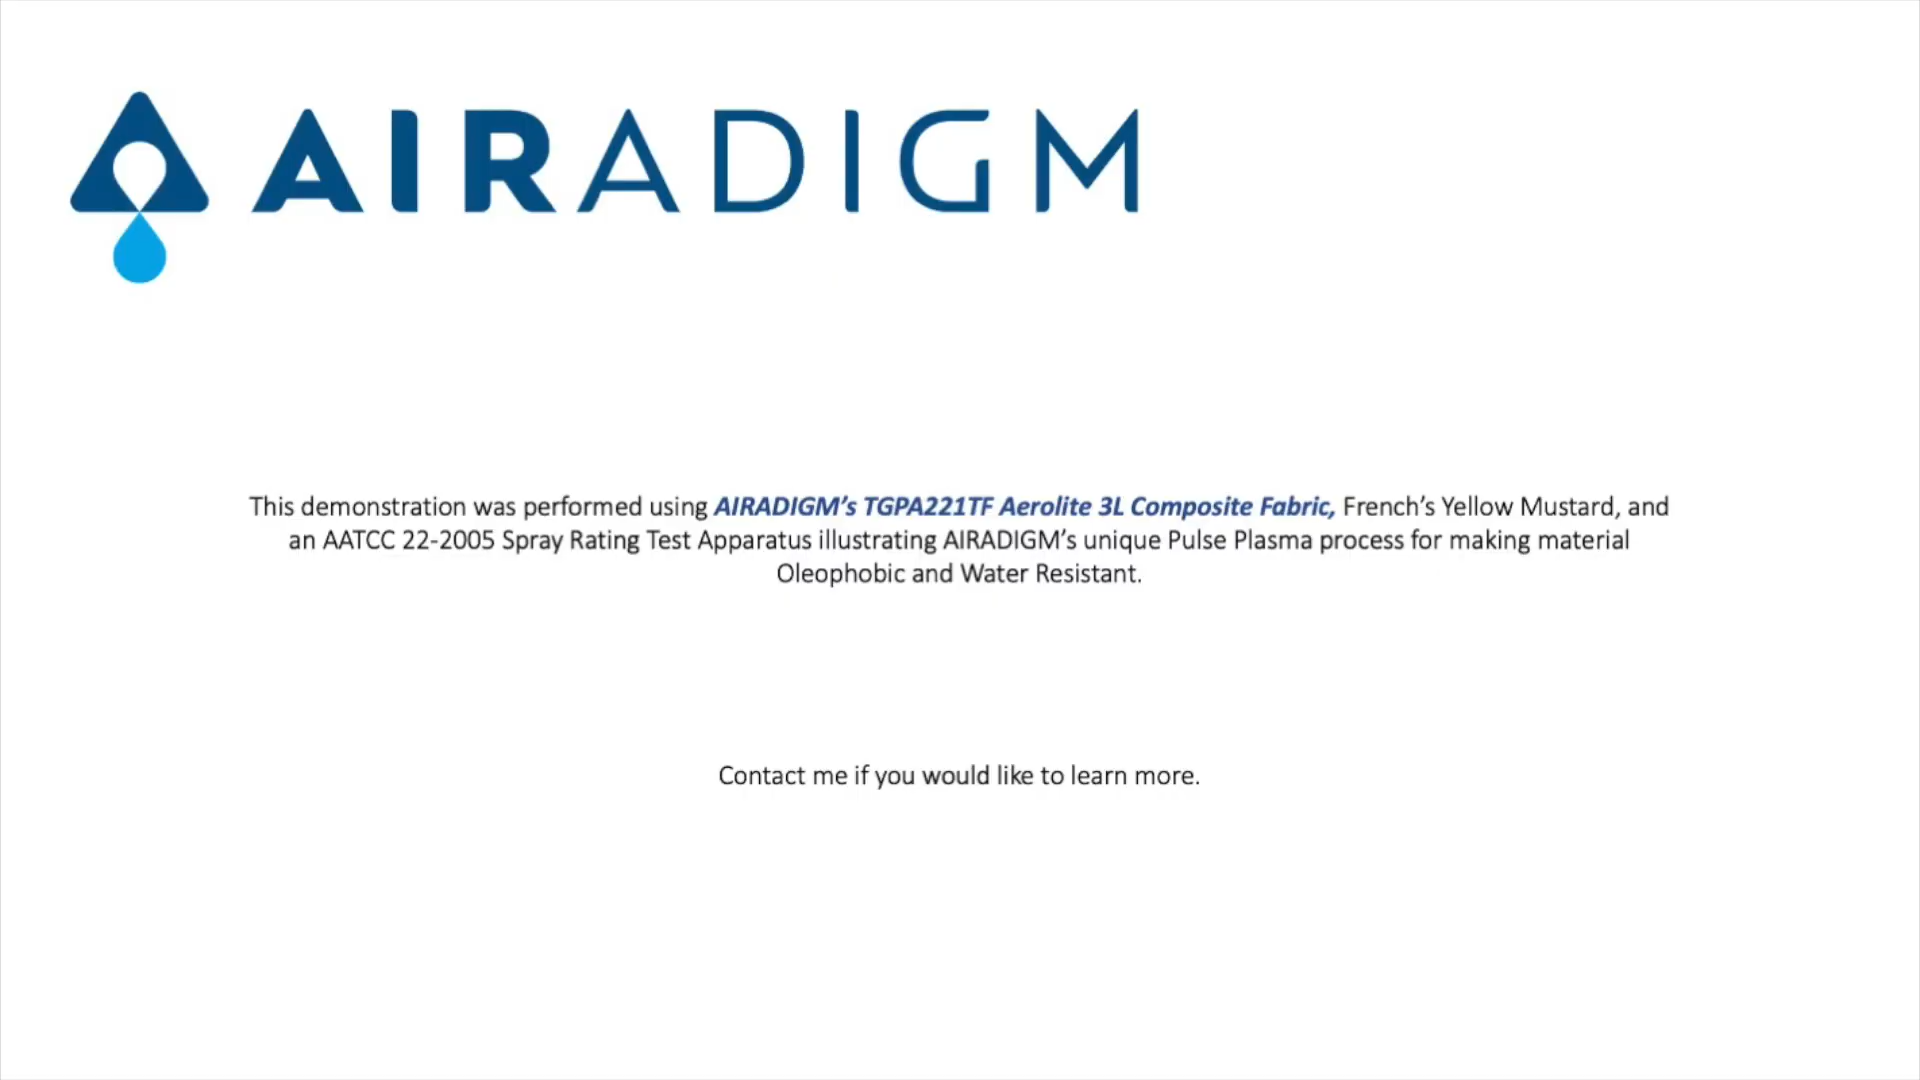 AIRADIGM
This demonstration was performed using AIRADIGM’s TGPA221TF Aerolite 3L Composite Fabric, French’s Yellow Mustard, and
an AATCC 22-2005 Spray Rating Test Apparatus illustrating AIRADIGM’s unique Pulse Plasma process for making material
Oleophobic and Water Resistant.
Contact me if you would like to learn more.